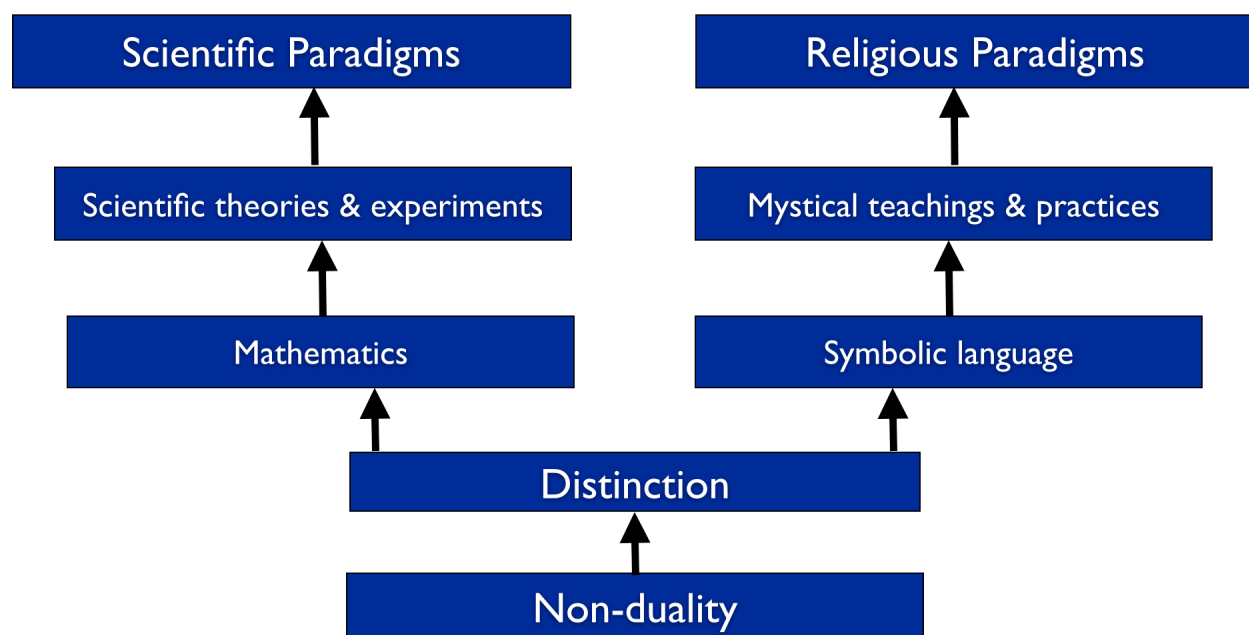 Scientific Paradigms
Religious Paradigms
Scientific theories & experiments
Mystical teachings & practices
Mathematics
Symbolic language
Distinction
Non-duality